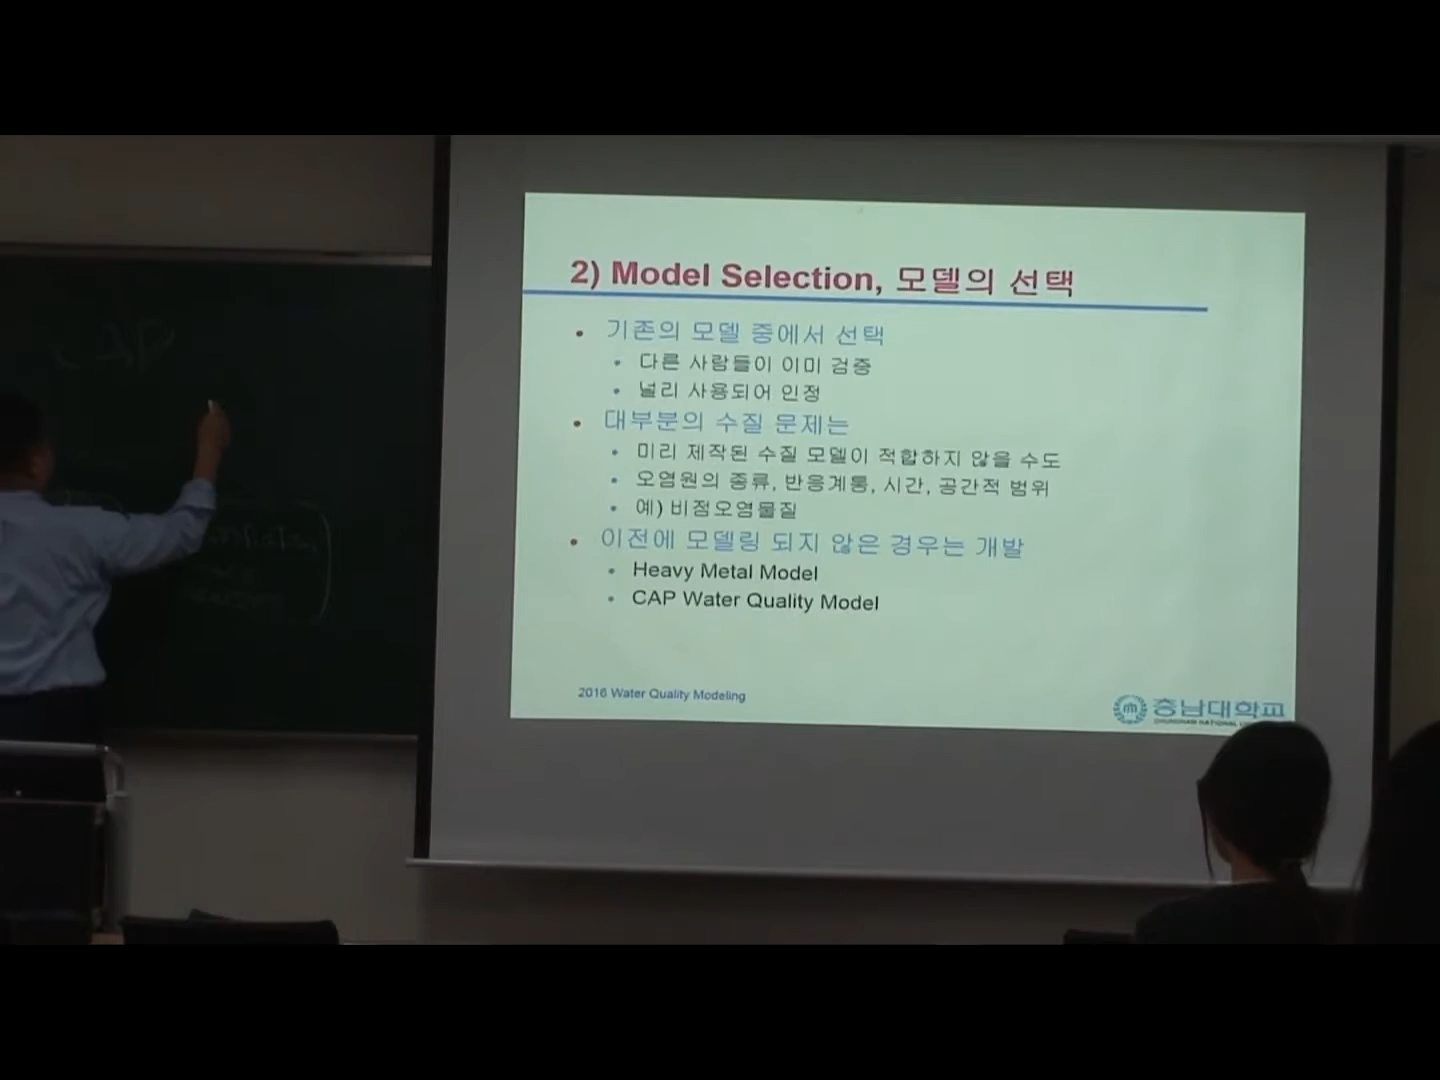 CAP
2) Model Selection, 모델의 선택
• 기존의 모델 중에서 선택
• 다른 사람들이 이미 검증
• 널리 사용되어 인정
• 대부분의 수질 문제는
• 미리 제작된 수질 모델이 적합하지 않을 수도
• 오염원의 종류, 반응계통, 시간, 공간적 범위
• 예) 비점오염물질
• 이전에 모델링 되지 않은 경우는 개발
• Heavy Metal Model
• CAP Water Quality Model
2016 Water Quality Modeling
충남대학교
CHUNGNAM NATIONAL